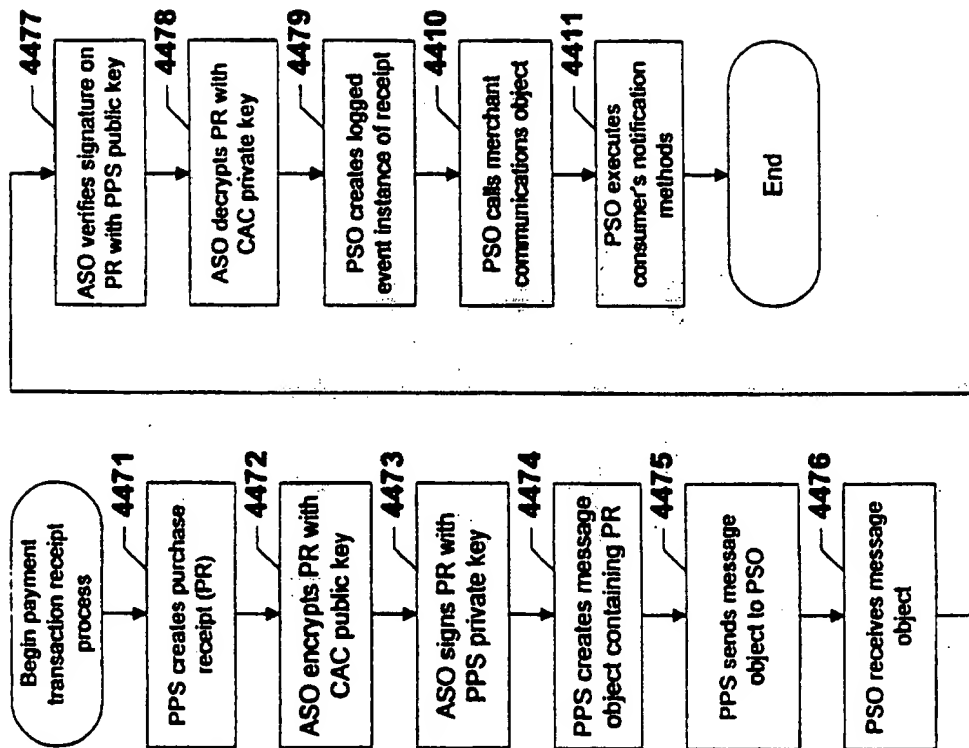 Begin payment
transaction receipt
process
4471
PPS creates purchase
receipt (PR)
4472
ASO encrypts PR with
CAC public key
4473
ASO signs PR with
PPS private key
4474
PPS creates message
object containing PR
4475
PPS sends message
object to PSO
4476
PSO receives message
object
4477
ASO verifies signature on
PR with PPS public key
4478
ASO decrypts PR with
CAC private key
4479
PSO creates logged
event instance of receipt
4410
PSO calls merchant
communications object
4411
PSO executes
consumer's notification
methods
End